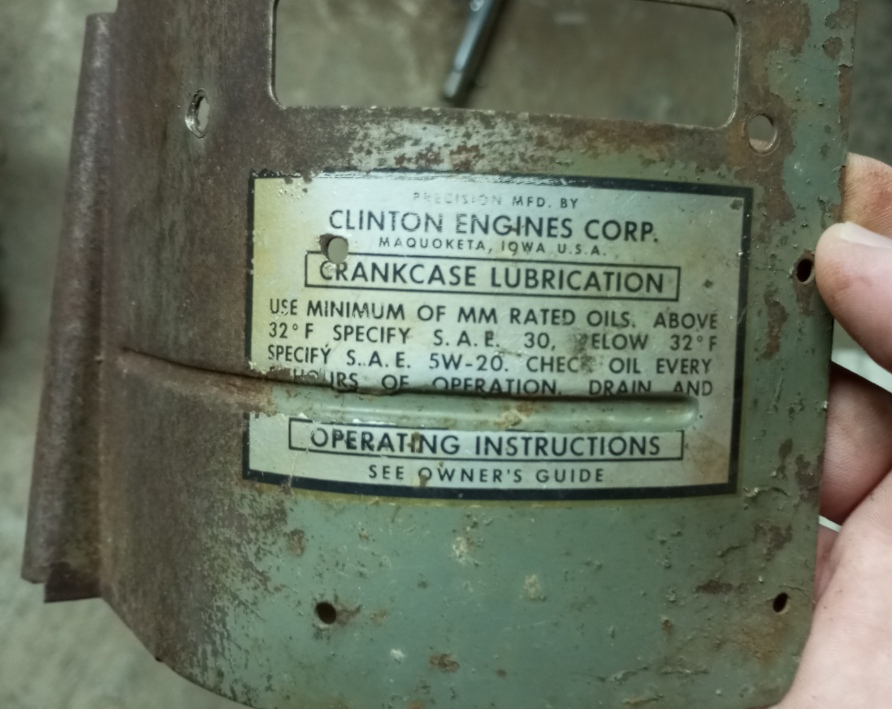 PRECISION MFD. BY
CLINTON ENGINES CORP.
MAQUOKETA, IOWA U.S.A.
CRANKCASE LUBRICATION
USE MINIMUM OF MM RATED OILS. ABOVE
32°F SPECIFY S.A.E. 30, BELOW 32°F
SPECIFY S.A.E. 5W-20. CHECK OIL EVERY
HOURS OF OPERATION. DRAIN AND
OPERATING INSTRUCTIONS
SEE OWNER'S GUIDE